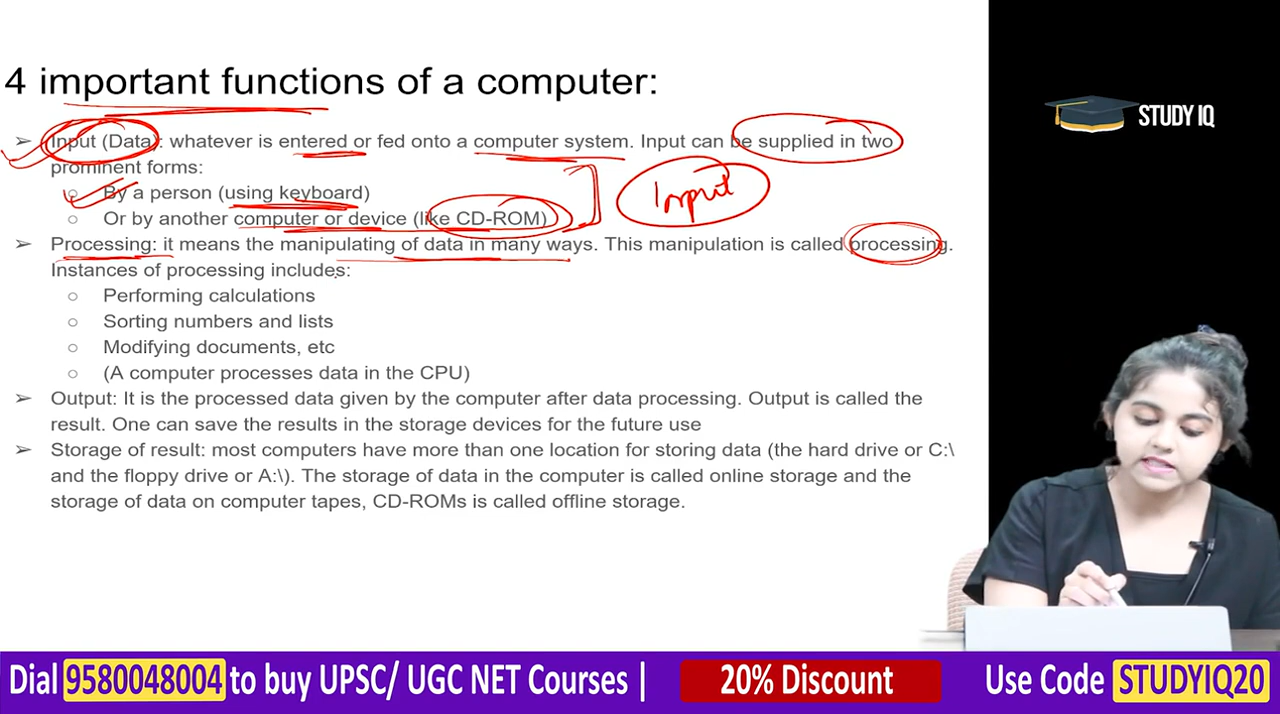 4 important functions of a computer:
STUDY IQ
➢ Input (Data): whatever is entered or fed onto a computer system. Input can be supplied in two
prominent forms:
○ By a person (using keyboard)
○ Or by another computer or device (like CD-ROM)
Input
➢ Processing: it means the manipulating of data in many ways. This manipulation is called processing.
Instances of processing includes:
○ Performing calculations
○ Sorting numbers and lists
○ Modifying documents, etc
○ (A computer processes data in the CPU)
➢ Output: It is the processed data given by the computer after data processing. Output is called the
result. One can save the results in the storage devices for the future use
➢ Storage of result: most computers have more than one location for storing data (the hard drive or C:\
and the floppy drive or A:\). The storage of data in the computer is called online storage and the
storage of data on computer tapes, CD-ROMs is called offline storage.
Dial 9580048004 to buy UPSC/ UGC NET Courses | 20% Discount Use Code STUDYIQ20